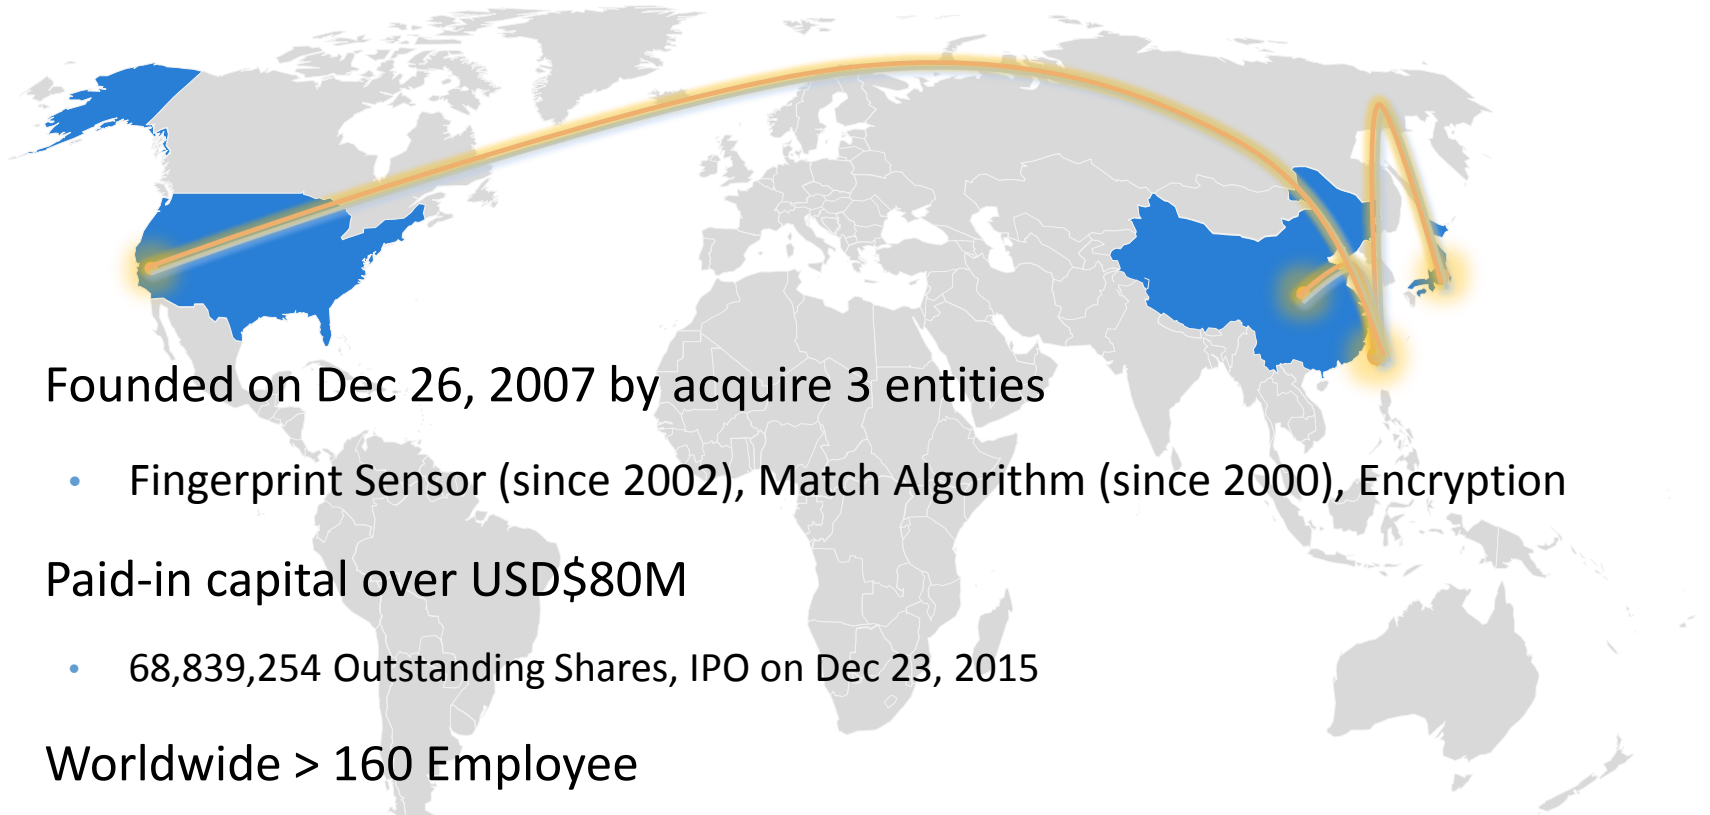 Founded on Dec 26, 2007 by acquire 3 entities
• Fingerprint Sensor (since 2002), Match Algorithm (since 2000), Encryption
Paid-in capital over USD$80M
• 68,839,254 Outstanding Shares, IPO on Dec 23, 2015
Worldwide > 160 Employee